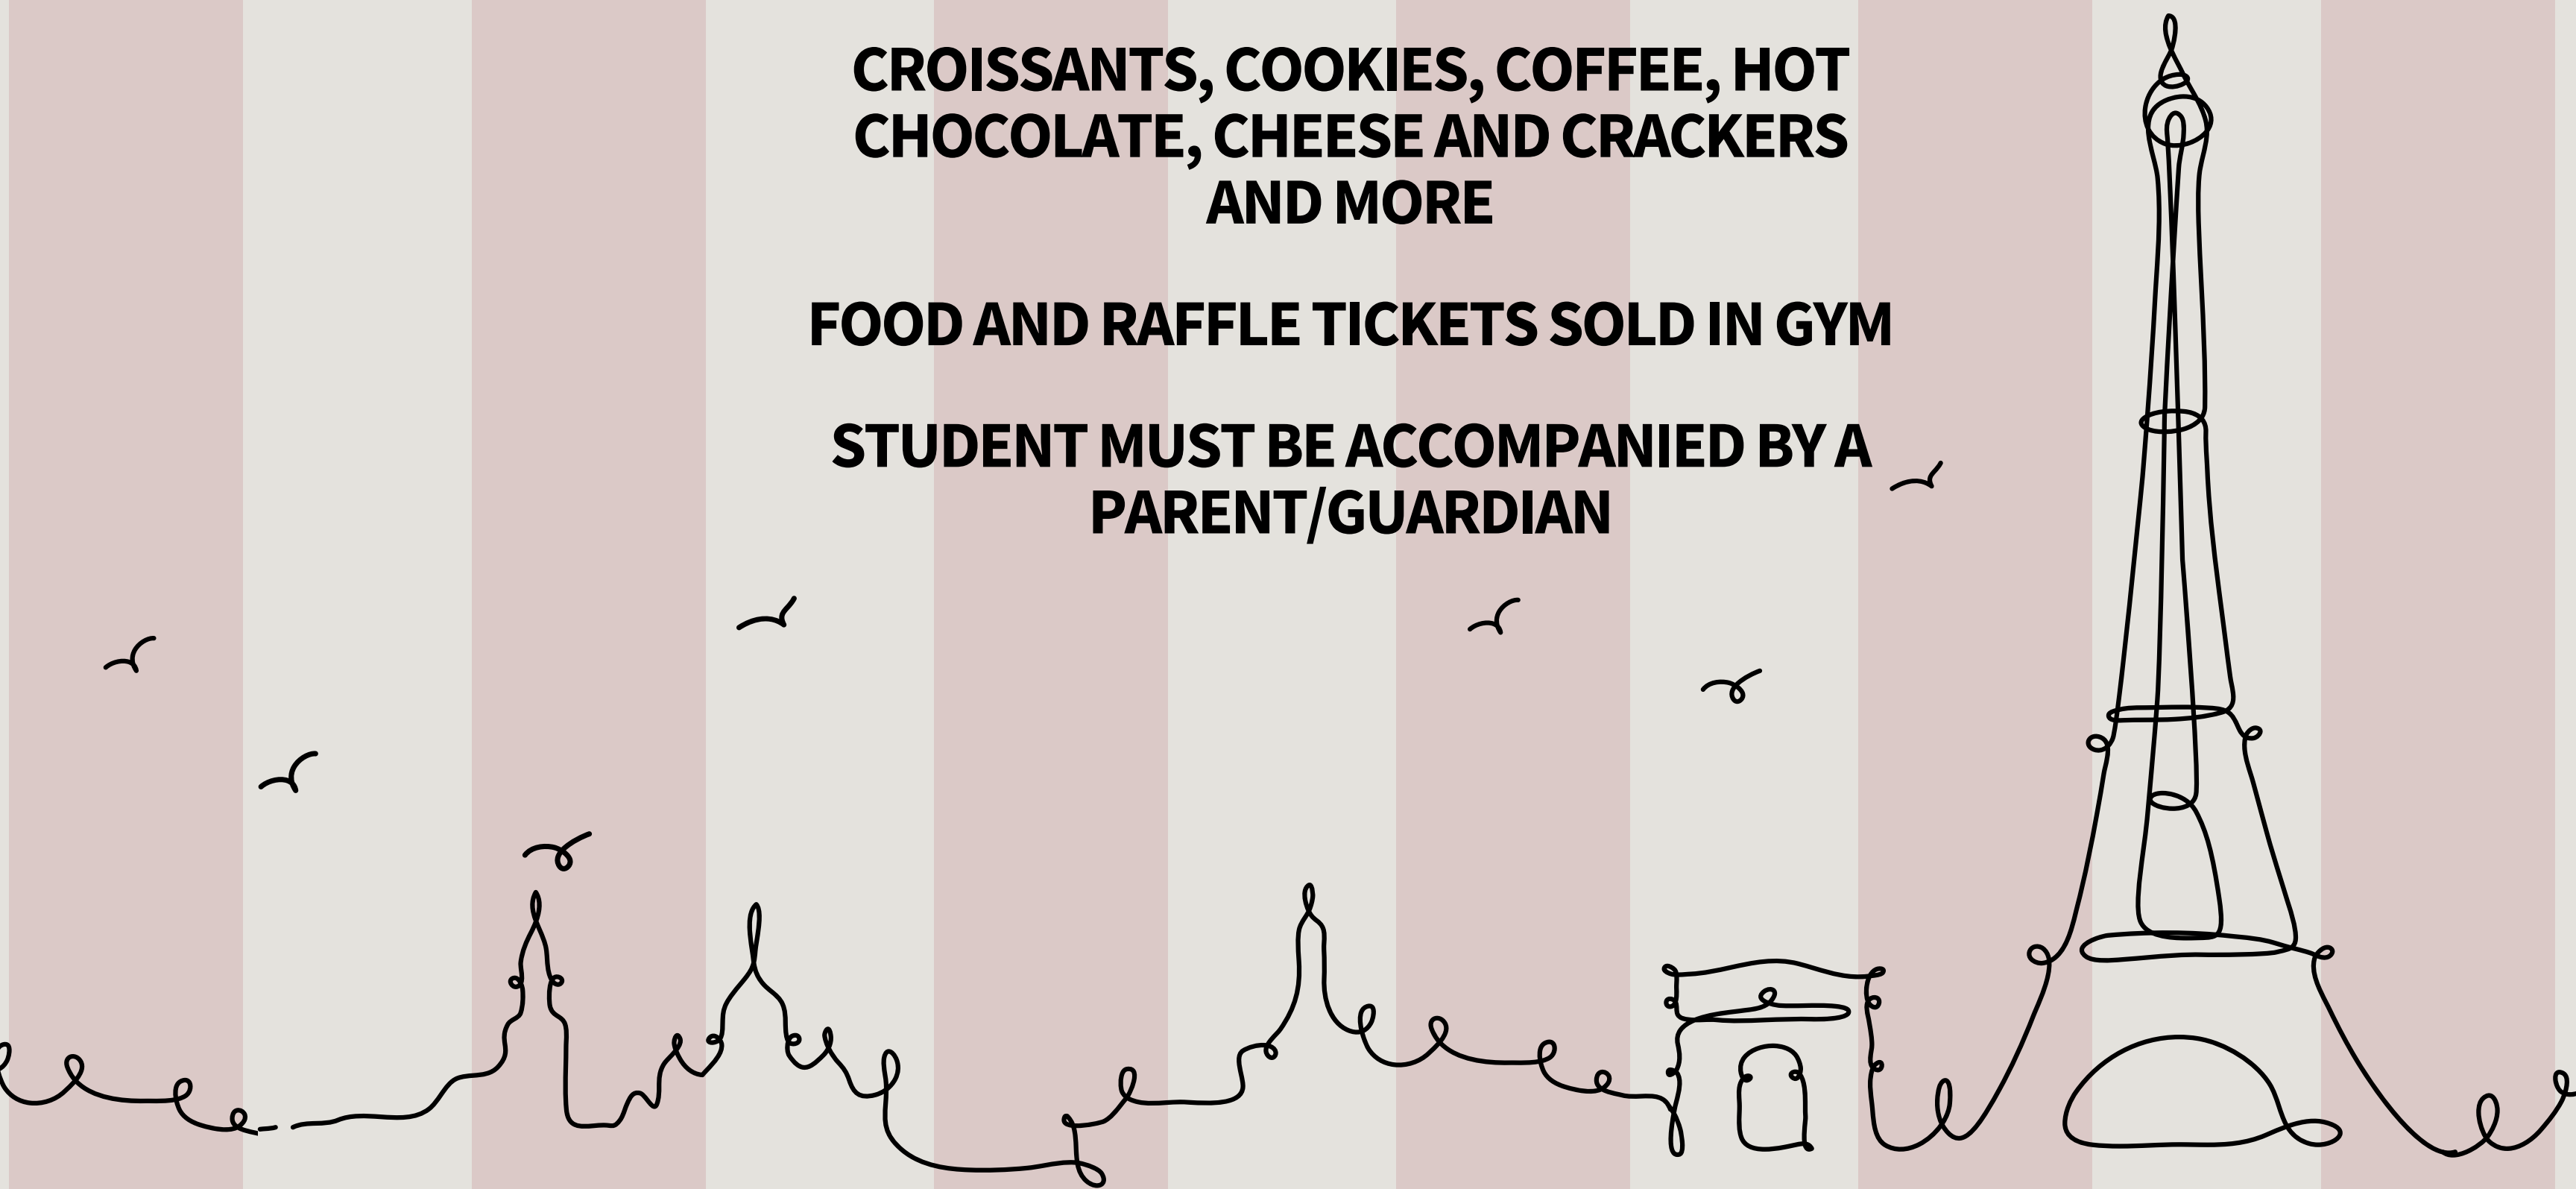 CROISSANTS, COOKIES, COFFEE, HOT
CHOCOLATE, CHEESE AND CRACKERS
AND MORE
FOOD AND RAFFLE TICKETS SOLD IN GYM
STUDENT MUST BE ACCOMPANIED BY A
PARENT/GUARDIAN